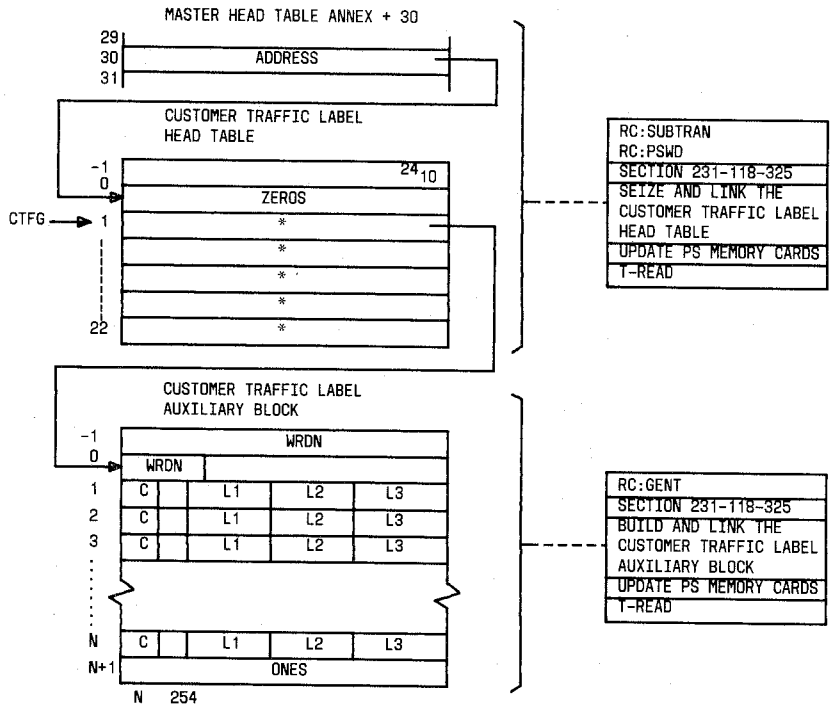 MASTER HEAD TABLE ANNEX + 30
29
30 ADDRESS
31
CUSTOMER TRAFFIC LABEL
HEAD TABLE
-1 24 10
0 ZEROS
CTFG 1 *
*
*
*
22 *
RC:SUBTRAN
RC:PSWD
SECTION 231-118-325
SEIZE AND LINK THE
CUSTOMER TRAFFIC LABEL
HEAD TABLE
UPDATE PS MEMORY CARDS
T-READ
CUSTOMER TRAFFIC LABEL
AUXILIARY BLOCK
-1 WRDN
0 WRDN
1 C L1 L2 L3
2 C L1 L2 L3
3 C L1 L2 L3
N C L1 L2 L3
N+1 ONES
N 254
RC:GENT
SECTION 231-118-325
BUILD AND LINK THE
CUSTOMER TRAFFIC LABEL
AUXILIARY BLOCK
UPDATE PS MEMORY CARDS
T-READ